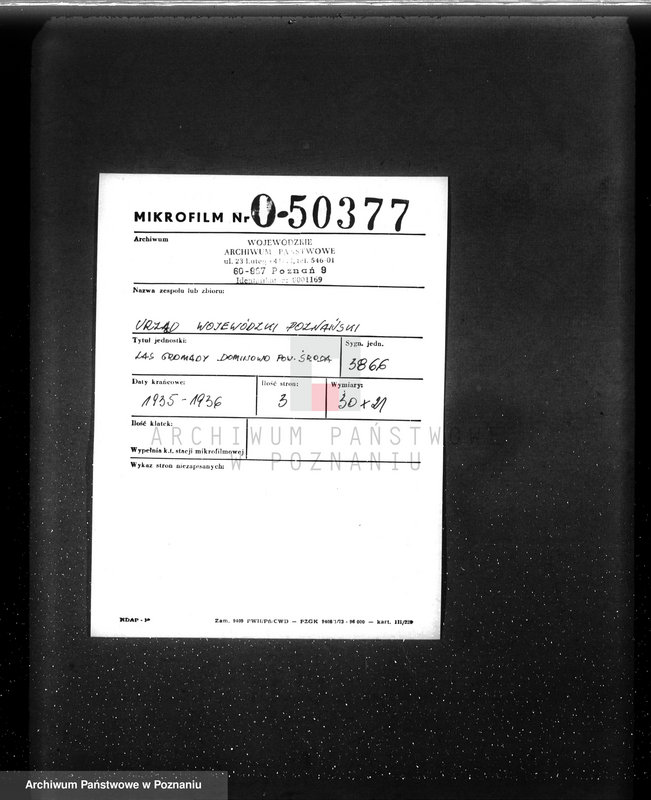 MIKROFILM Nr 0-50377
Archiwum
WOJEWÓDZKIE
ARCHIWUM PAŃSTWOWE
60-967 Poznań 9
Nazwa zespołu lub zbioru:
URZĄD WOJEWÓDZKI POZNAŃSKI
Tytuł jednostki:
LAS GROMADY DOMINOWO POW. ŚRODA
Sygn. jedn.
3866
Daty krańcowe:
1935-1936
Ilość stron:
3
Wymiary:
30 x 21
Ilość klatek:
ARCHIWUM PAŃSTWOWE
W POZNANIU
Wypełnia k.t. stacji mikrofilmowej
Wykaz stron niezapisanych:
Archiwum Państwowe w Poznaniu